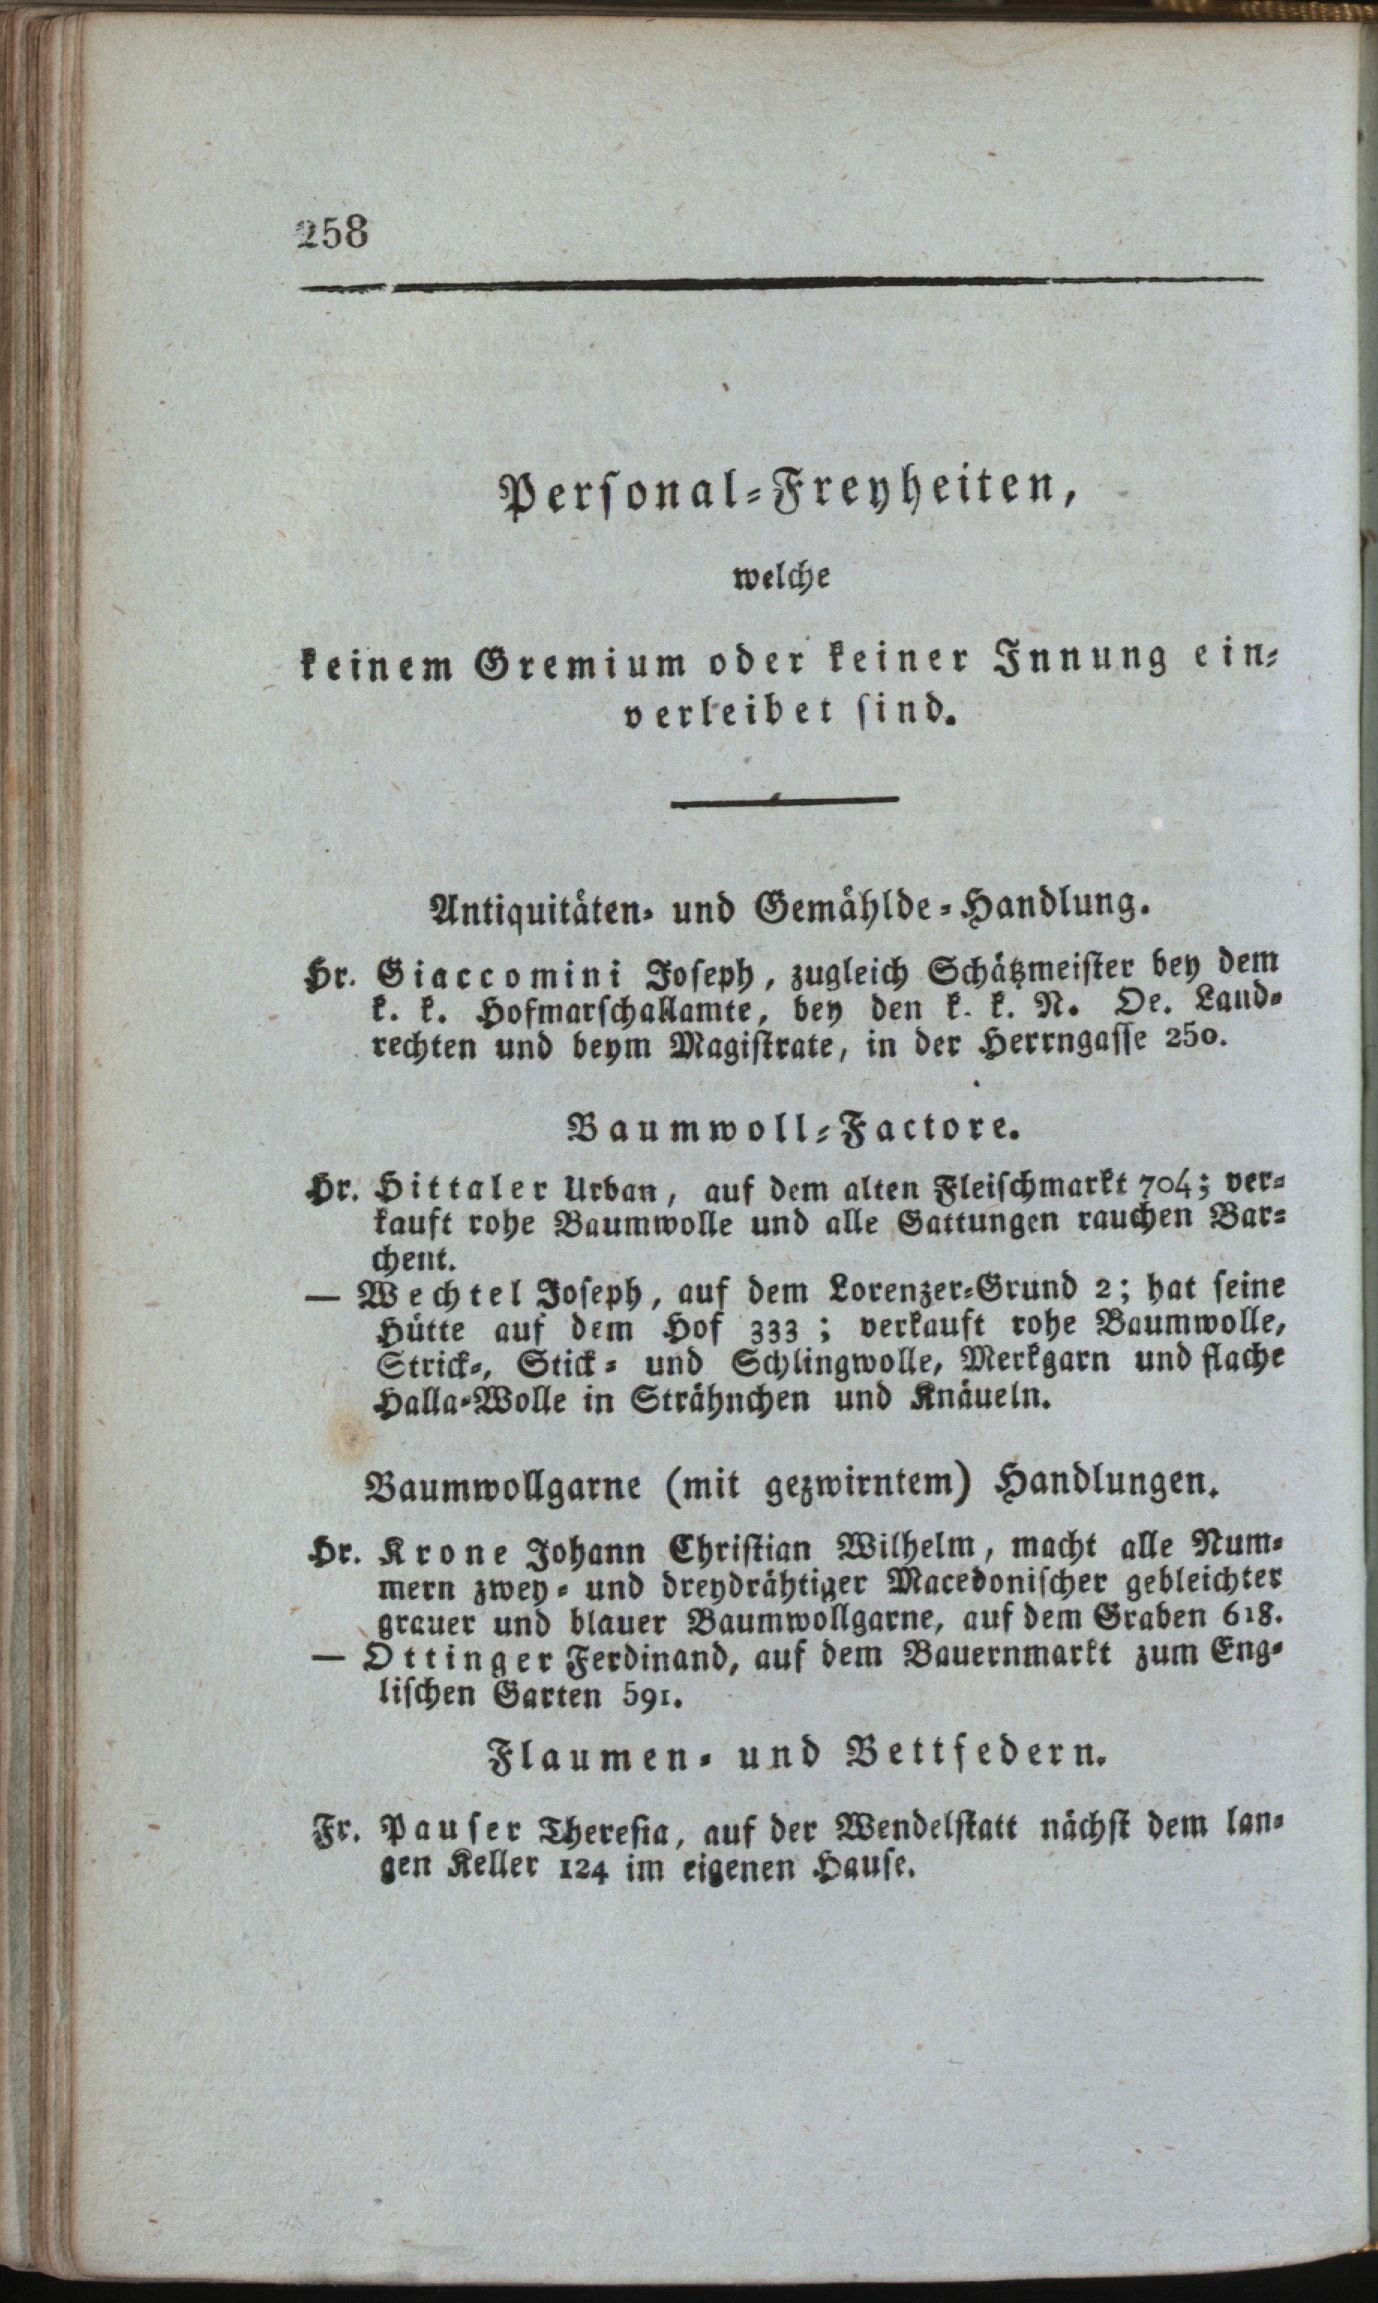 258
Personal-Freyheiten,
welche
keinem Gremium oder keiner Innung ein-
verleibet sind.
Antiquitäten- und Gemählde-Handlung.
Hr. Giaccomini Joseph, zugleich Schätzmeister bey dem
k. k. Hofmarschallamte, bey den k. k. N. Oe. Land-
rechten und beym Magistrate, in der Herrngasse 250.
Baumwoll-Factore.
Hr. Hittaler Urban, auf dem alten Fleischmarkt 704; ver-
kauft rohe Baumwolle und alle Gattungen rauchen Bar-
chent.
— Wechtel Joseph, auf dem Lorenzer-Grund 2; hat seine
Hütte auf dem Hof 333; verkauft rohe Baumwolle,
Strick-, Stick- und Schlingwolle, Merkgarn und flache
Halla-Wolle in Strähnchen und Knäueln.
Baumwollgarne (mit gezwirntem) Handlungen.
Hr. Krone Johann Christian Wilhelm, macht alle Num-
mern zwey- und dreydrähtiger Macedonischer gebleichter
grauer und blauer Baumwollgarne, auf dem Graben 618.
— Ottinger Ferdinand, auf dem Bauernmarkt zum Eng-
lischen Garten 591.
Flaumen- und Bettfedern.
Fr. Pauser Theresia, auf der Wendelstatt nächst dem lan-
gen Keller 124 im eigenen Hause.